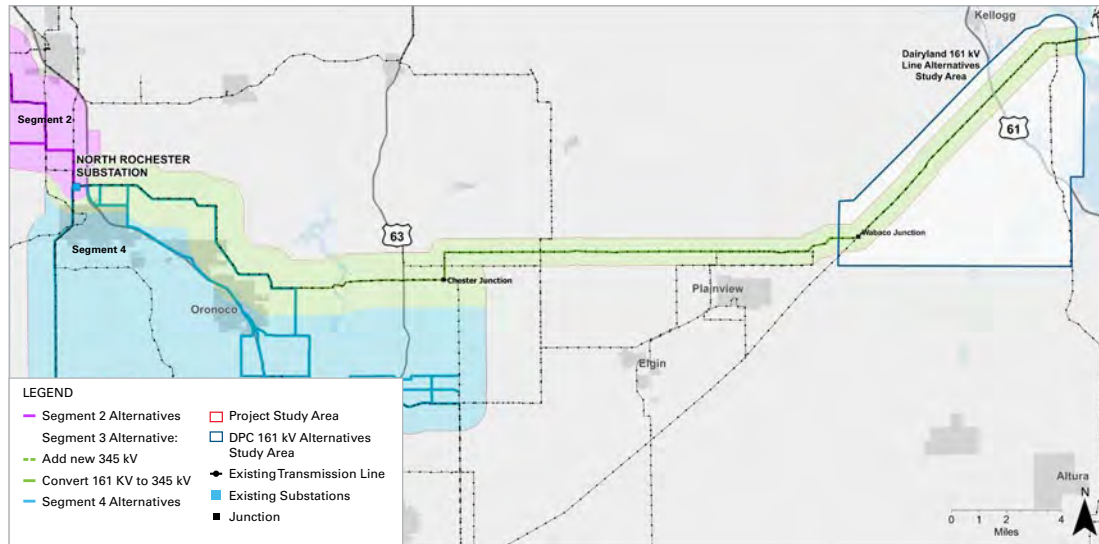 Kellogg
K
Dairyland 161 kV
Line Alternatives
Study Area
Segment 2
61
NORTH ROCHESTER
SUBSTATION
63
Segment 4
Wabaco Junction
Chester Junction
Plainview
Oronoco
Elgin
LEGEND
Segment 2 Alternatives
Segment 3 Alternative:
Add new 345 kV
Convert 161 KV to 345 kV
Segment 4 Alternatives
Project Study Area
DPC 161 kV Alternatives
Study Area
Existing Transmission Line
Existing Substations
Junction
Altura
N
0 1 2 4
Miles